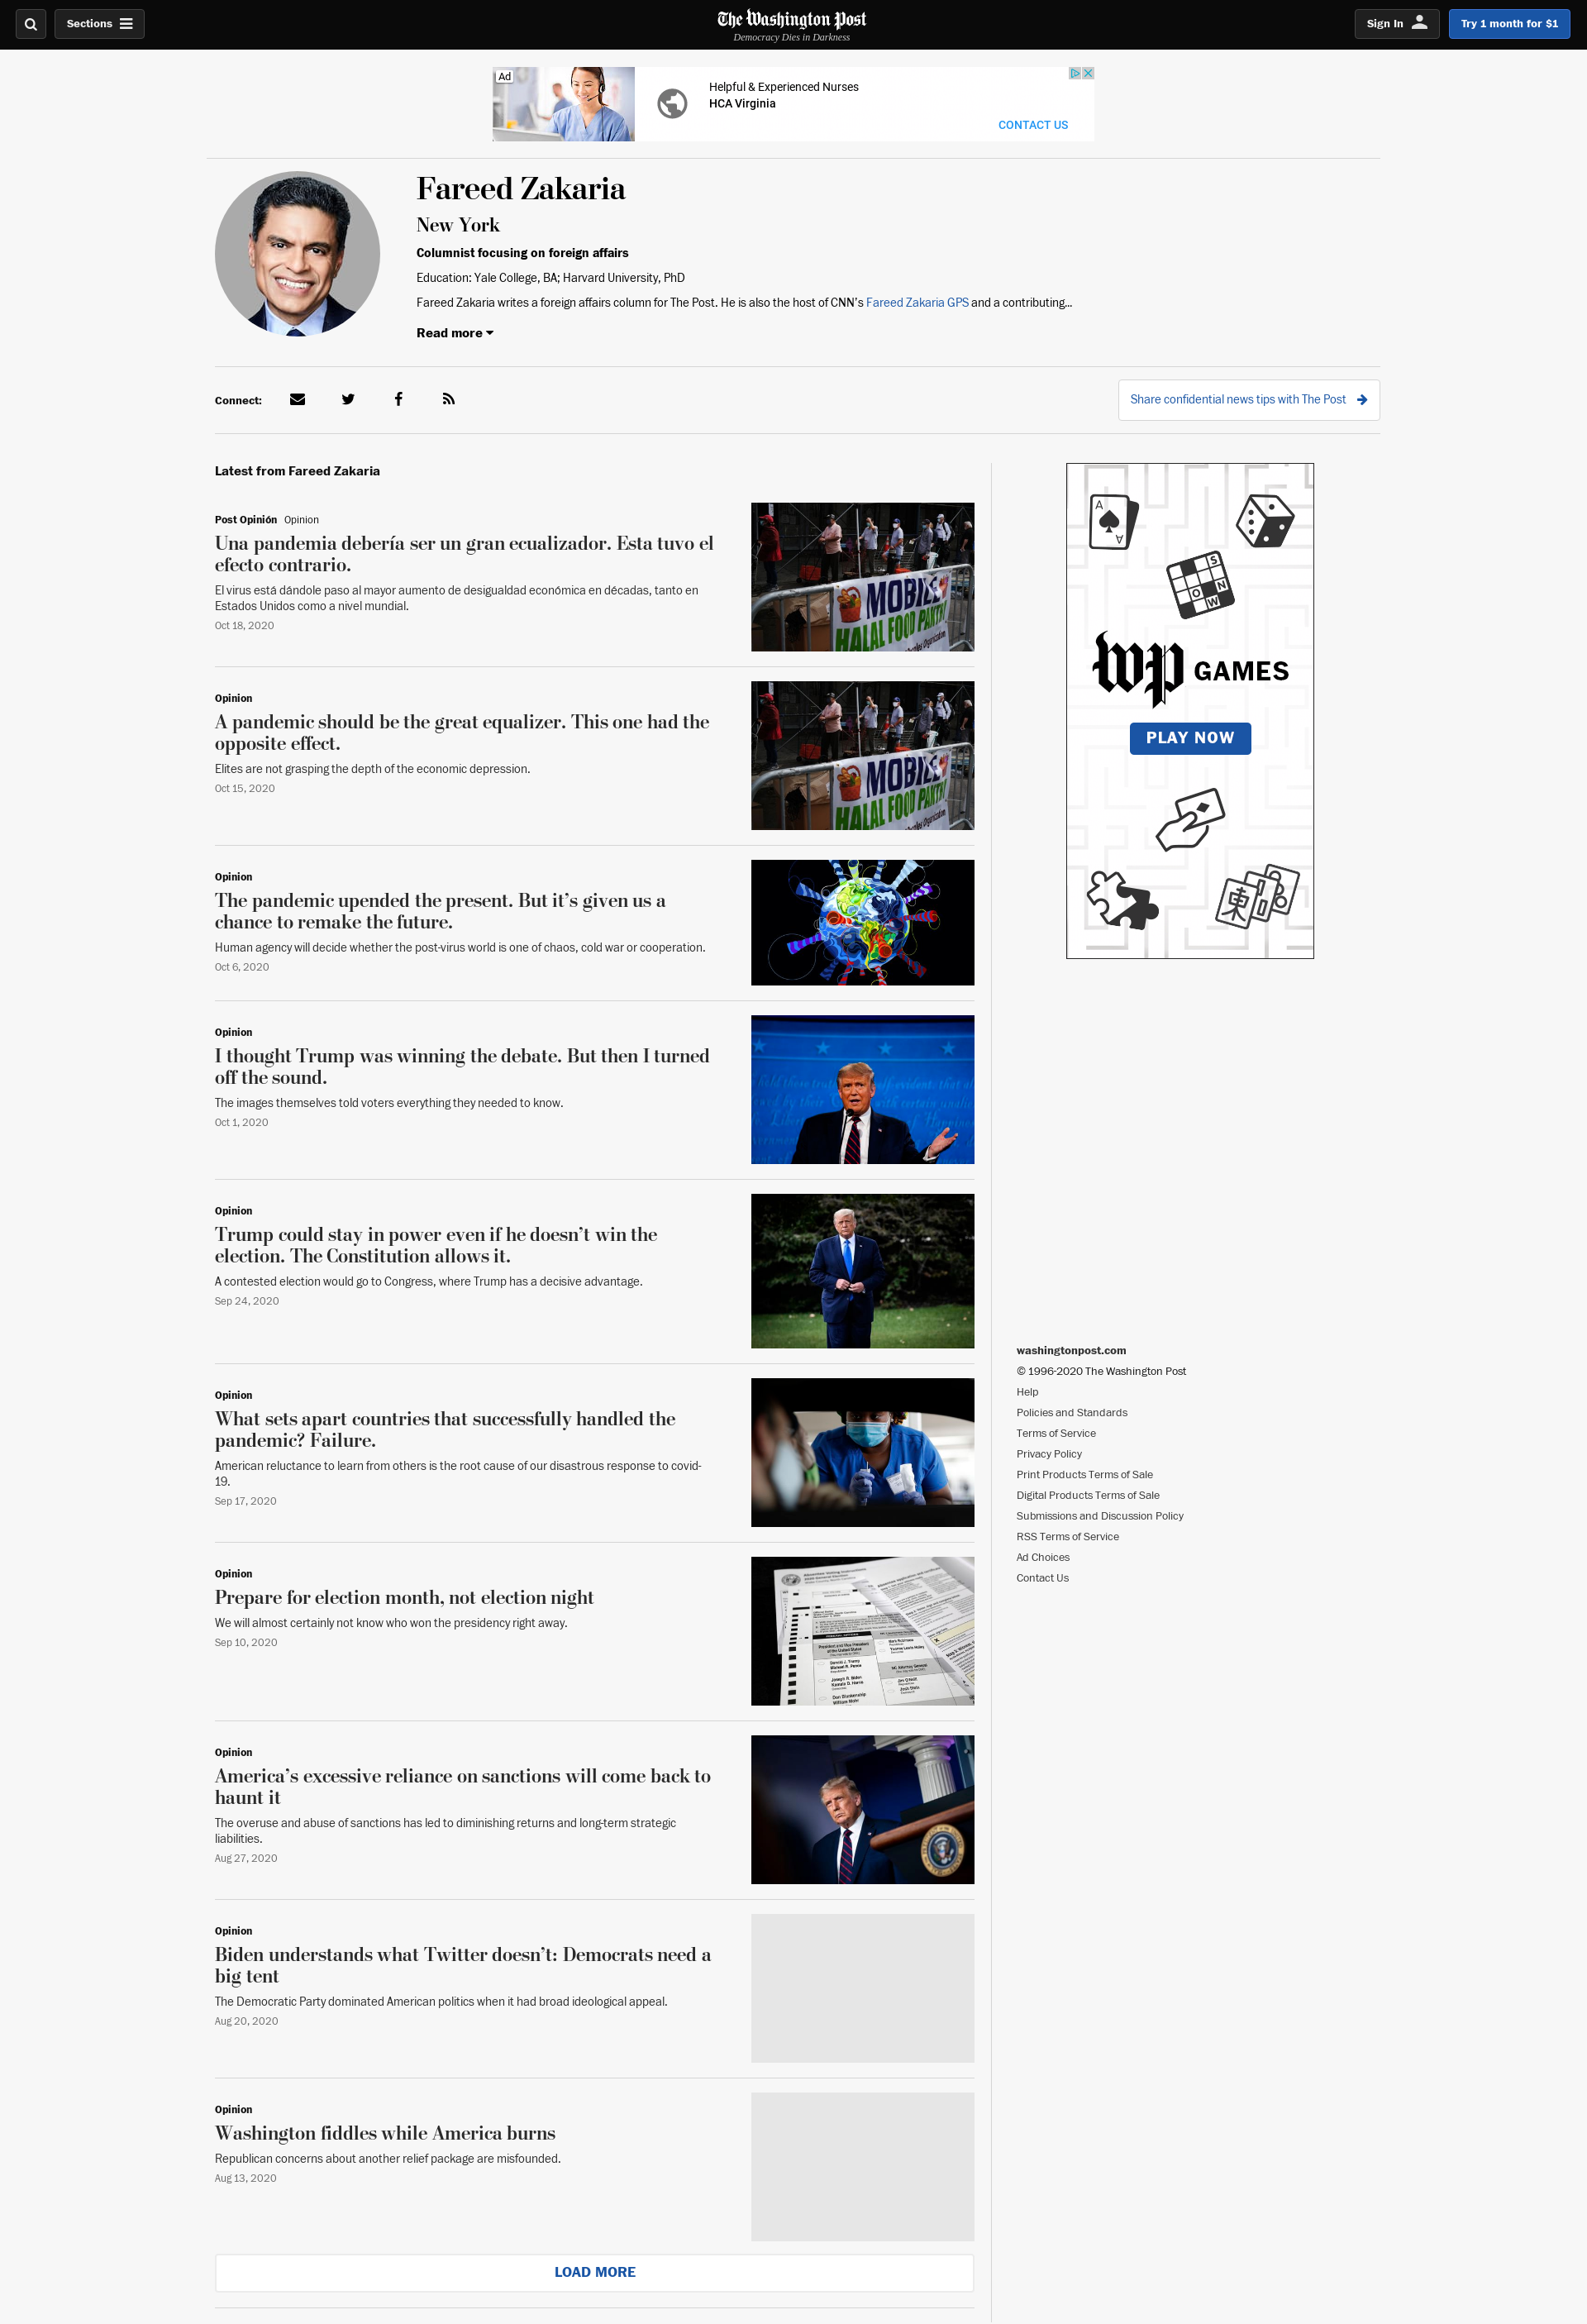 Sections
The Washington Post
Democracy Dies in Darkness
Sign In
Try 1 month for $1
Ad
Helpful & Experienced Nurses
HCA Virginia
CONTACT US
Fareed Zakaria
New York
Columnist focusing on foreign affairs
Education: Yale College, BA; Harvard University, PhD
Fareed Zakaria writes a foreign affairs column for The Post. He is also the host of CNN’s Fareed Zakaria GPS and a contributing...
Read more
Connect:
Share confidential news tips with The Post
Latest from Fareed Zakaria
Post Opinión Opinion
Una pandemia debería ser un gran ecualizador. Esta tuvo el
efecto contrario.
El virus está dándole paso al mayor aumento de desigualdad económica en décadas, tanto en
Estados Unidos como a nivel mundial.
Oct 18, 2020
MOBILE
HALAL FOOD PANTRY
Opinion
A pandemic should be the great equalizer. This one had the
opposite effect.
Elites are not grasping the depth of the economic depression.
Oct 15, 2020
MOBILE
HALAL FOOD PANTRY
Opinion
The pandemic upended the present. But it’s given us a
chance to remake the future.
Human agency will decide whether the post-virus world is one of chaos, cold war or cooperation.
Oct 6, 2020
Opinion
I thought Trump was winning the debate. But then I turned
off the sound.
The images themselves told voters everything they needed to know.
Oct 1, 2020
Opinion
Trump could stay in power even if he doesn’t win the
election. The Constitution allows it.
A contested election would go to Congress, where Trump has a decisive advantage.
Sep 24, 2020
Opinion
What sets apart countries that successfully handled the
pandemic? Failure.
American reluctance to learn from others is the root cause of our disastrous response to covid-
19.
Sep 17, 2020
Opinion
Prepare for election month, not election night
We will almost certainly not know who won the presidency right away.
Sep 10, 2020
Opinion
America’s excessive reliance on sanctions will come back to
haunt it
The overuse and abuse of sanctions has led to diminishing returns and long-term strategic
liabilities.
Aug 27, 2020
Opinion
Biden understands what Twitter doesn’t: Democrats need a
big tent
The Democratic Party dominated American politics when it had broad ideological appeal.
Aug 20, 2020
Opinion
Washington fiddles while America burns
Republican concerns about another relief package are misfounded.
Aug 13, 2020
LOAD MORE
A
A
S
N
O
W
wp GAMES
PLAY NOW
東
washingtonpost.com
© 1996-2020 The Washington Post
Help
Policies and Standards
Terms of Service
Privacy Policy
Print Products Terms of Sale
Digital Products Terms of Sale
Submissions and Discussion Policy
RSS Terms of Service
Ad Choices
Contact Us